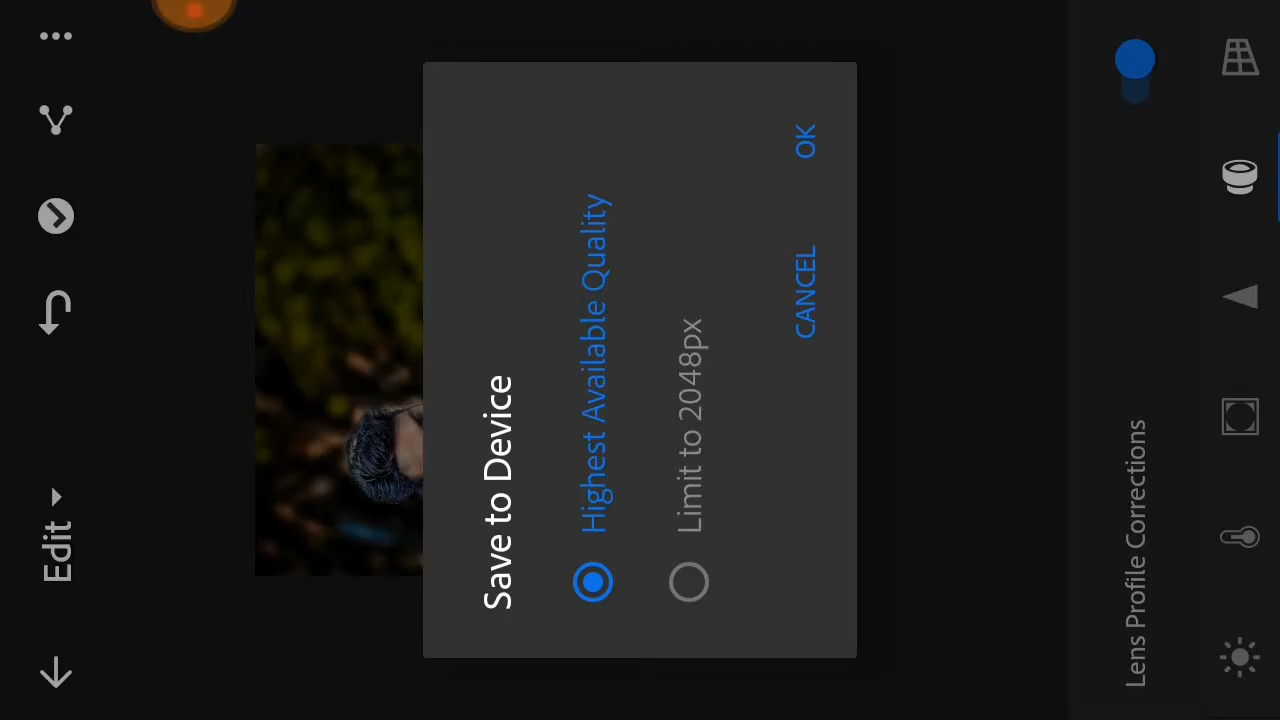 Edit
Save to Device
Highest Available Quality
Limit to 2048px
CANCEL OK
Lens Profile Corrections